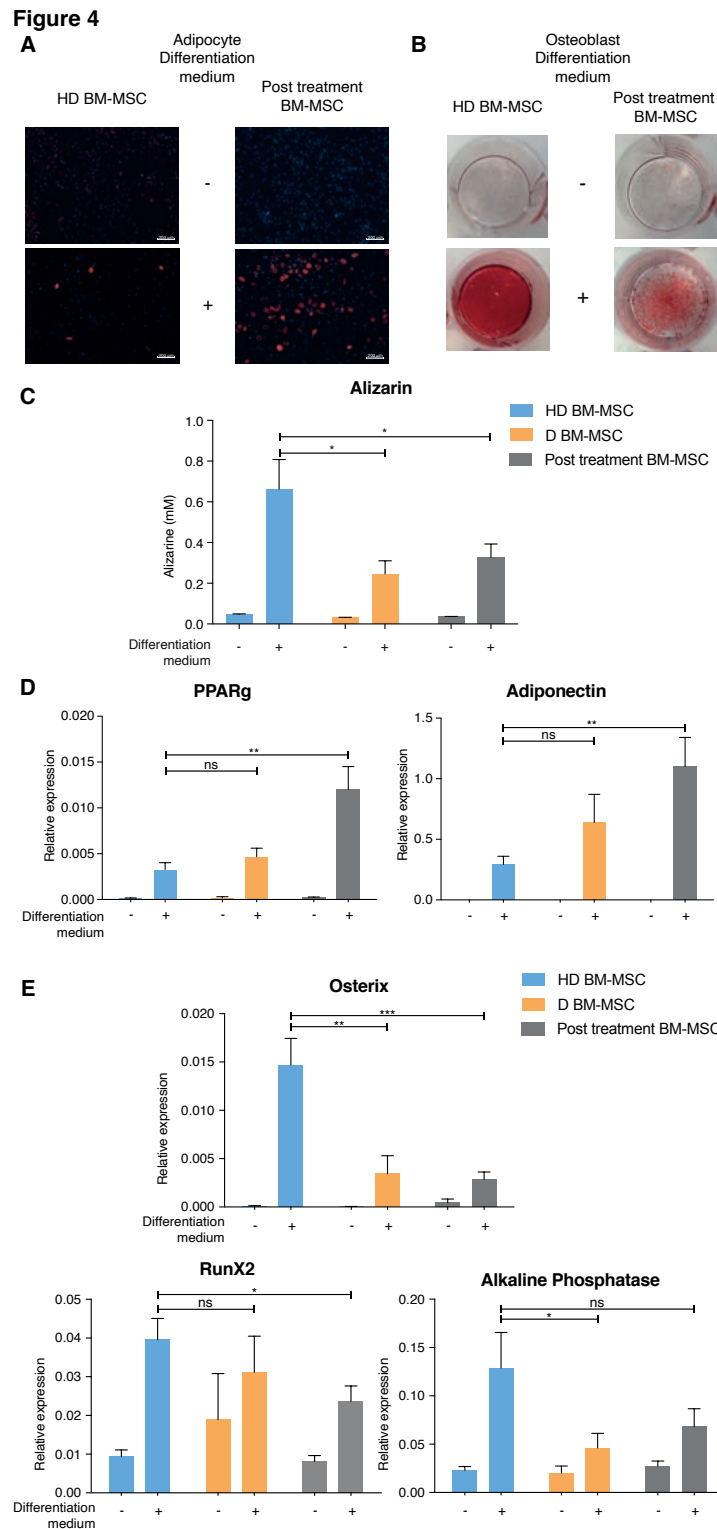 Figure 4
A
Adipocyte
Differentiation
medium
HD BM-MSC
Post treatment
BM-MSC
-
+
B
Osteoblast
Differentiation
medium
HD BM-MSC
Post treatment
BM-MSC
-
+
C
Alizarin
HD BM-MSC
D BM-MSC
Post treatment BM-MSC
Alizarine (mM)
1.0
0.8
0.6
0.4
0.2
0.0
*
*
Differentiation
medium
- + - + - +
D
PPARg
Relative expression
0.020
0.015
0.010
0.005
0.000
**
ns
Differentiation
medium
- + - + - +
Adiponectin
Relative expression
1.5
1.0
0.5
0.0
**
ns
- + - + - +
E
HD BM-MSC
D BM-MSC
Post treatment BM-MSC
Osterix
Relative expression
0.020
0.015
0.010
0.005
0.000
***
**
Differentiation
medium
- + - + - +
RunX2
Relative expression
0.05
0.04
0.03
0.02
0.01
0.00
*
ns
Differentiation
medium
- + - + - +
Alkaline Phosphatase
Relative expression
0.20
0.15
0.10
0.05
0.00
ns
*
- + - + - +